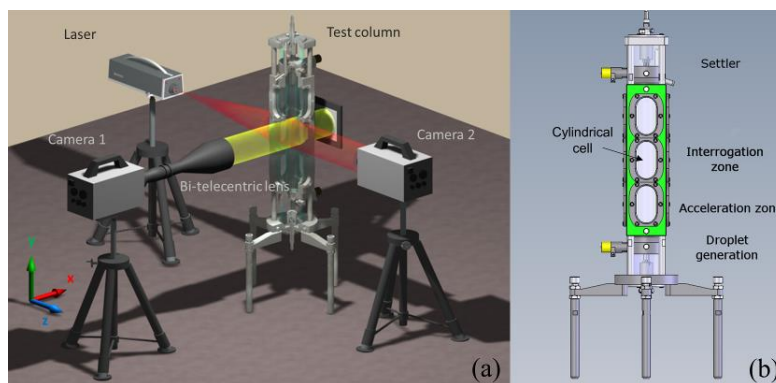 Laser
Test column
Camera 1
Camera 2
Bi-telecentric lens
Y
X
Z
(a)
Settler
Cylindrical
cell
Interrogation
zone
Acceleration zon
Droplet
generation
(b)